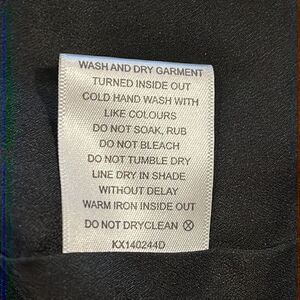 WASH AND DRY GARMENT
TURNED INSIDE OUT
COLD HAND WASH WITH
LIKE COLOURS
DO NOT SOAK, RUB
DO NOT BLEACH
DO NOT TUMBLE DRY
LINE DRY IN SHADE
WITHOUT DELAY
WARM IRON INSIDE OUT
DO NOT DRYCLEAN
KX140244D